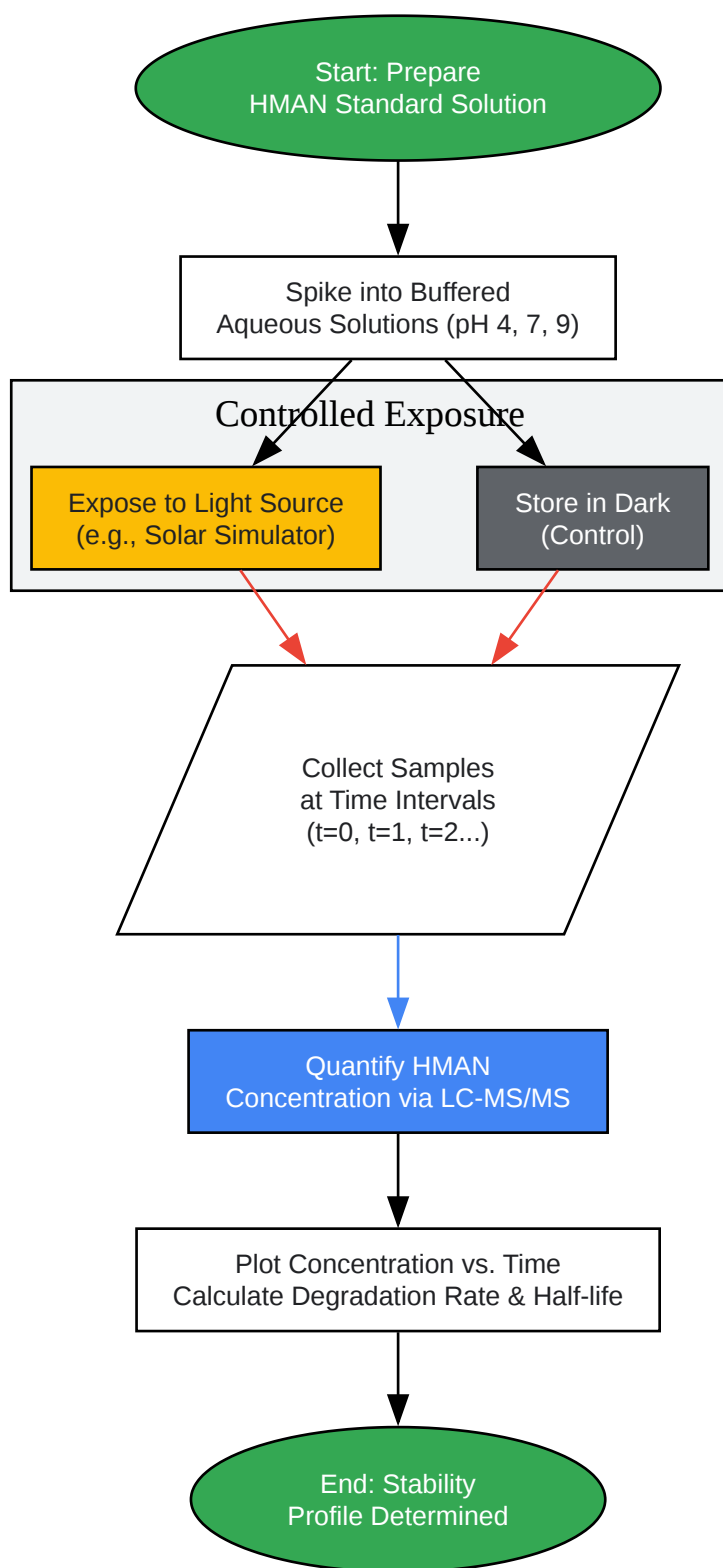 Start: Prepare
HMAN Standard Solution
Spike into Buffered
Aqueous Solutions (pH 4, 7, 9)
Controlled Exposure
Expose to Light Source
(e.g., Solar Simulator)
Store in Dark
(Control)
Collect Samples
at Time Intervals
(t=0, t=1, t=2...)
Quantify HMAN
Concentration via LC-MS/MS
Plot Concentration vs. Time
Calculate Degradation Rate & Half-life
End: Stability
Profile Determined